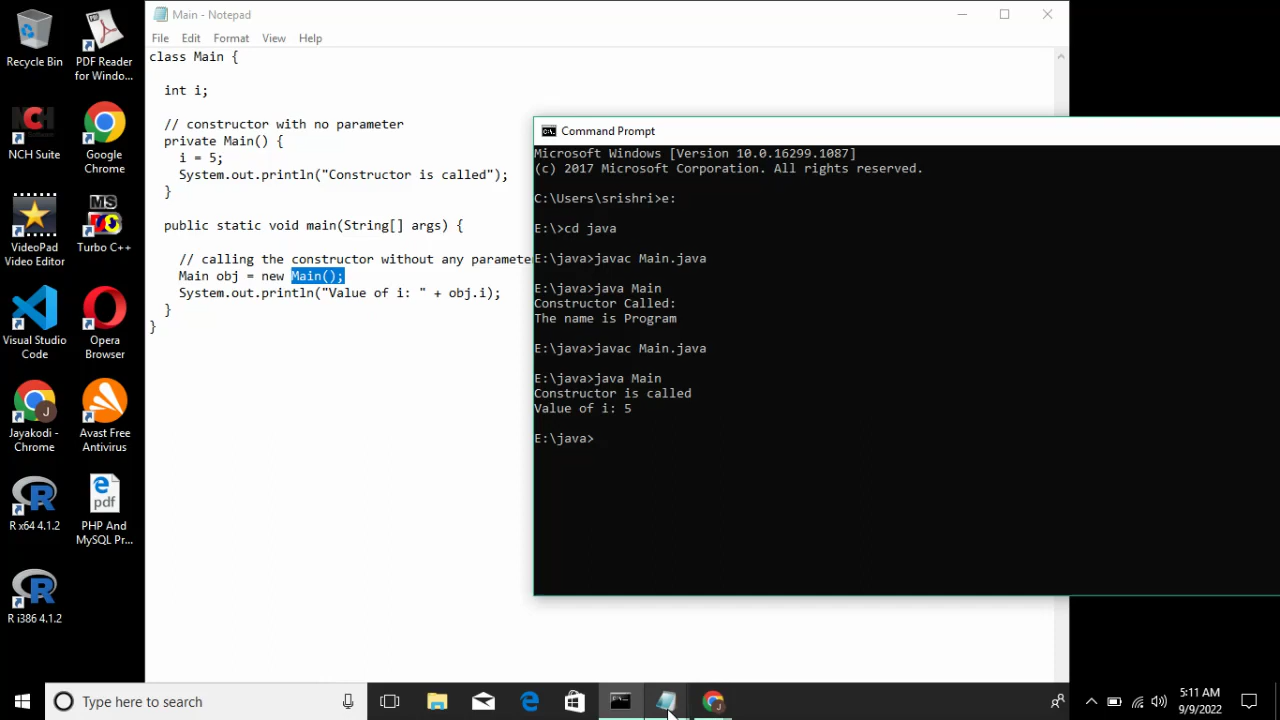 Recycle Bin
PDF Reader
for Windo...
NCH Suite
Google
Chrome
VideoPad
Video Editor
MS
Turbo C++
Visual Studio
Code
Opera
Browser
Jayakodi -
Chrome
Avast Free
Antivirus
R x64 4.1.2
pdf
PHP And
MySQL Pr...
R i386 4.1.2
Main - Notepad
File Edit Format View Help
class Main {
int i;
// constructor with no parameter
private Main() {
i = 5;
System.out.println("Constructor is called");
}
public static void main(String[] args) {
// calling the constructor without any paramete
Main obj = new Main();
System.out.println("Value of i: " + obj.i);
}
}
Command Prompt
Microsoft Windows [Version 10.0.16299.1087]
(c) 2017 Microsoft Corporation. All rights reserved.
C:\Users\srishri>e:
E:\>cd java
E:\java>javac Main.java
E:\java>java Main
Constructor Called:
The name is Program
E:\java>javac Main.java
E:\java>java Main
Constructor is called
Value of i: 5
E:\java>
Type here to search
5:11 AM
9/9/2022